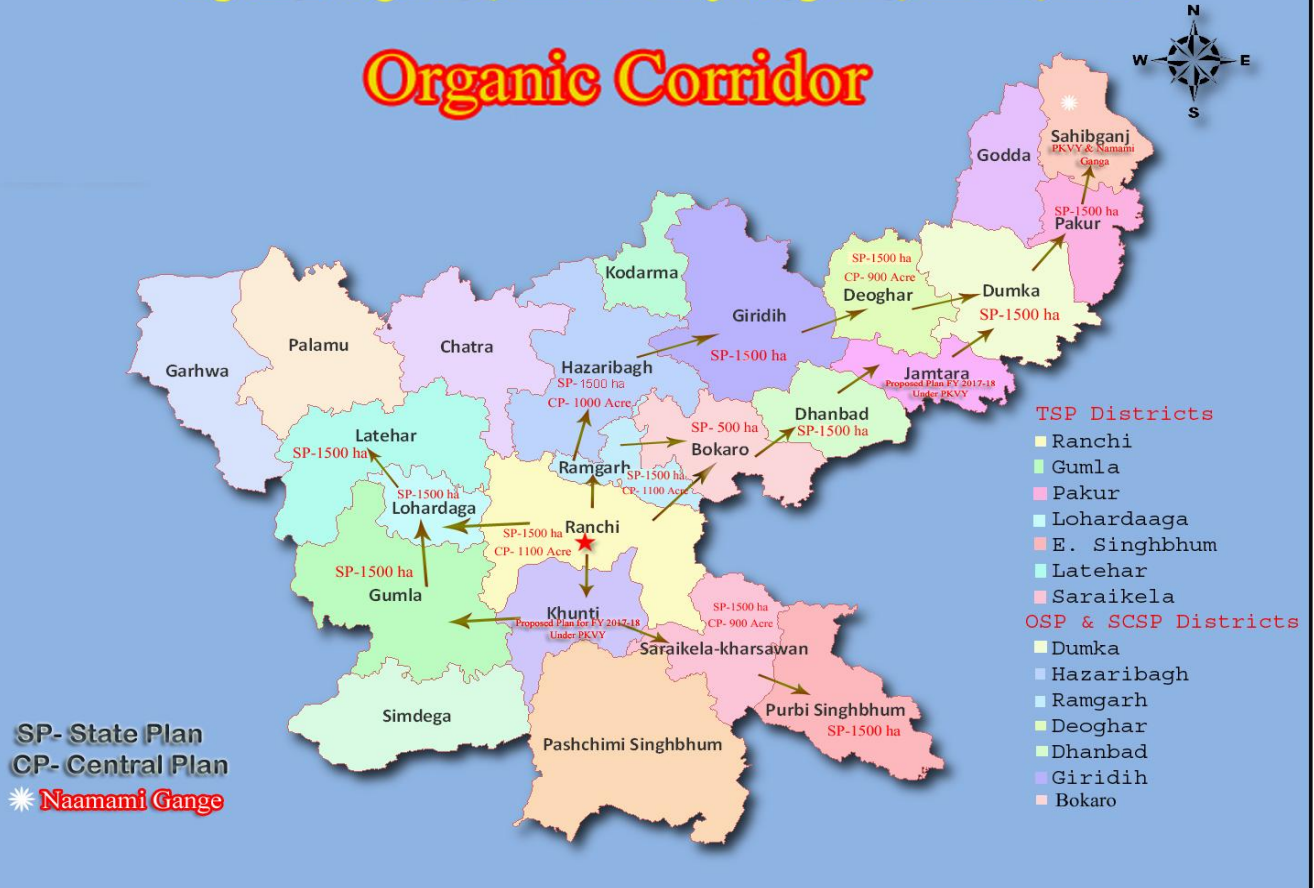 Organic Corridor
N
W
E
S
Sahibganj
PKVY & Namami
Ganga
Godda
SP-1500 ha
Pakur
Kodarma
SP-1500 ha
CP- 900 Acre
Deoghar
Dumka
SP-1500 ha
Giridih
SP-1500 ha
Palamu
Chatra
Garhwa
Hazaribagh
SP-1500 ha
CP- 1000 Acre
Jamtara
Proposed Plan FY 2017-18
Under PKVY
Dhanbad
SP-1500 ha
Latehar
SP-1500 ha
SP- 500 ha
Bokaro
Ramgarh
SP-1500 ha
CP- 1100 Acre
SP-1500 ha
Lohardaga
Ranchi
SP-1500 ha
CP- 1100 Acre
SP-1500 ha
Gumla
Khunti
Proposed Plan for FY 2017-18
Under PKVY
SP-1500 ha
CP- 900 Acre
Saraikela-kharsawan
Simdega
Pashchimi Singhbhum
Purbi Singhbhum
SP-1500 ha
TSP Districts
Ranchi
Gumla
Pakur
Lohardaaga
E. Singhbhum
Latehar
Saraikela
OSP & SCSP Districts
Dumka
Hazaribagh
Ramgarh
Deoghar
Dhanbad
Giridih
Bokaro
SP- State Plan
CP- Central Plan
Naamami Gange